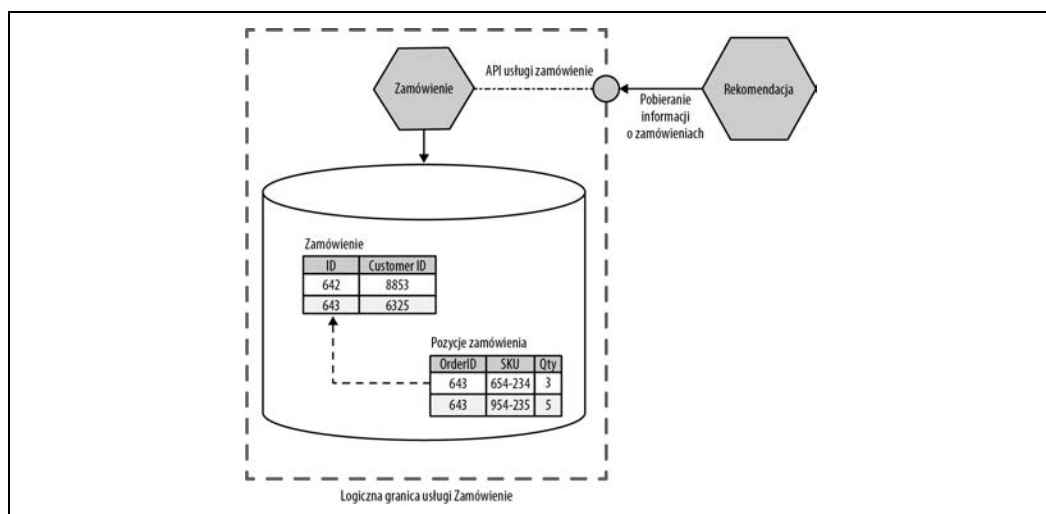 Zamówienie
API usługi zamówienie
Rekomendacja
Pobieranie
informacji
o zamówieniach
Zamówienie
ID Customer ID
642 8853
643 6325
Pozycje zamówienia
OrderID SKU Qty
643 654-234 3
643 954-235 5
Logiczna granica usługi Zamówienie